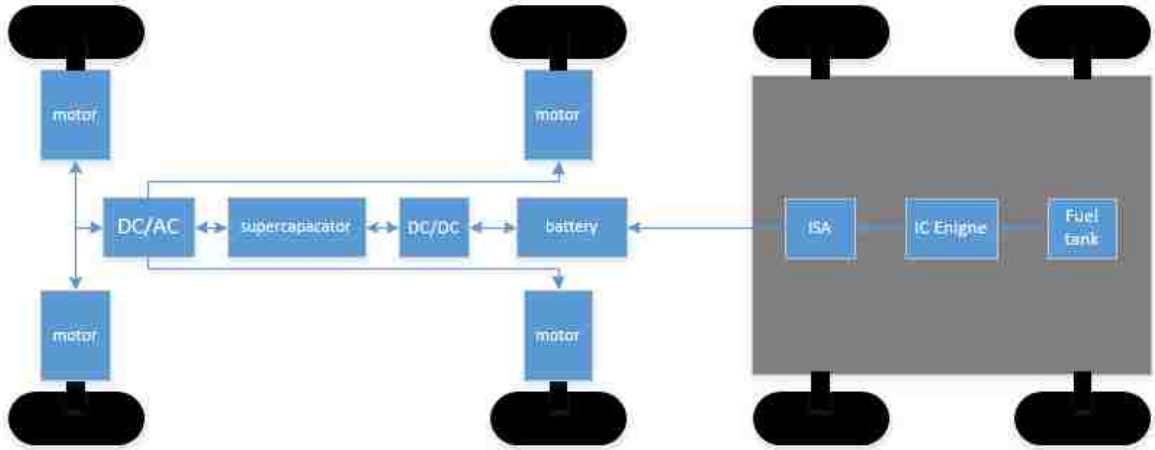 motor
motor
DC/AC
supercapacator
DC/DC
battery
ISA
IC Enigne
Fuel
tank
motor
motor